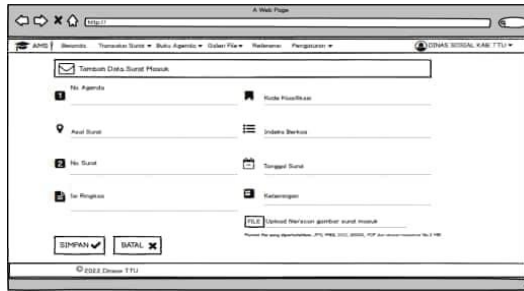 A Web Page
http://
AMS Beranda Transaksi Surat Buku Agenda Galeri File Referensi Pengaturan DINAS SOSIAL KAB TTU
Tambah Data Surat Masuk
No Agenda
Kode Klasifikasi
Asal Surat
Indeks Berkas
No Surat
Tanggal Surat
Isi Ringkas
Keterangan
FILE Upload file/scan gambar surat masuk
SIMPAN BATAL
© 2022 Dinsos TTU